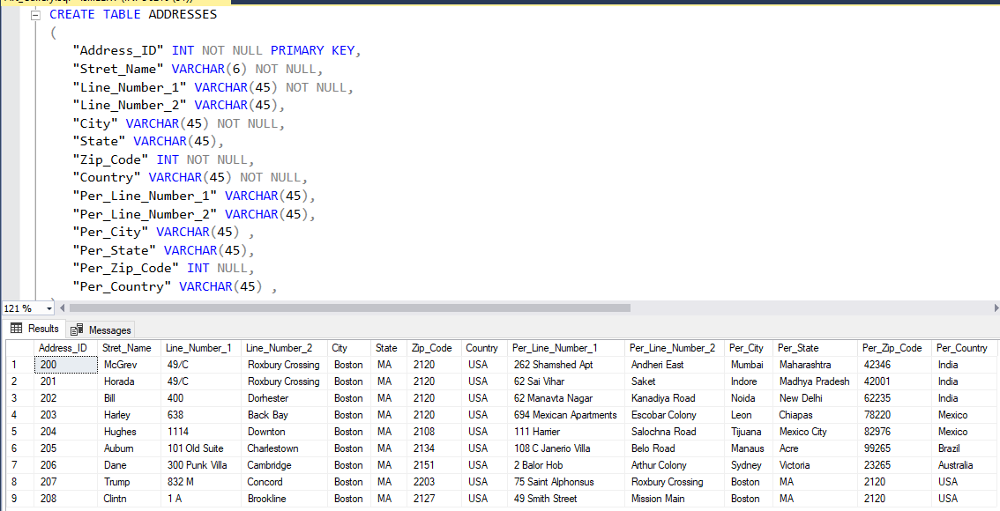 CREATE TABLE ADDRESSES
(
"Address_ID" INT NOT NULL PRIMARY KEY,
"Stret_Name" VARCHAR(6) NOT NULL,
"Line_Number_1" VARCHAR(45) NOT NULL,
"Line_Number_2" VARCHAR(45),
"City" VARCHAR(45) NOT NULL,
"State" VARCHAR(45),
"Zip_Code" INT NOT NULL,
"Country" VARCHAR(45) NOT NULL,
"Per_Line_Number_1" VARCHAR(45),
"Per_Line_Number_2" VARCHAR(45),
"Per_City" VARCHAR(45) ,
"Per_State" VARCHAR(45),
"Per_Zip_Code" INT NULL,
"Per_Country" VARCHAR(45) ,
121 %
Results Messages
Address_ID Stret_Name Line_Number_1 Line_Number_2 City State Zip_Code Country Per_Line_Number_1 Per_Line_Number_2 Per_City Per_State Per_Zip_Code Per_Country
1 200 McGrev 49/C Roxbury Crossing Boston MA 2120 USA 262 Shamshed Apt Andheri East Mumbai Maharashtra 42346 India
2 201 Horada 49/C Roxbury Crossing Boston MA 2120 USA 62 Sai Vihar Saket Indore Madhya Pradesh 42001 India
3 202 Bill 400 Dorhester Boston MA 2120 USA 62 Manavta Nagar Kanadiya Road Noida New Delhi 62235 India
4 203 Harley 638 Back Bay Boston MA 2120 USA 694 Mexican Apartments Escobar Colony Leon Chiapas 78220 Mexico
5 204 Hughes 1114 Downton Boston MA 2108 USA 111 Harrier Salochna Road Tijuana Mexico City 82976 Mexico
6 205 Auburn 101 Old Suite Charlestown Boston MA 2134 USA 108 C Janerio Villa Belo Road Manaus Acre 99265 Brazil
7 206 Dane 300 Punk Villa Cambridge Boston MA 2151 USA 2 Balor Hob Arthur Colony Sydney Victoria 23265 Australia
8 207 Trump 832 M Concord Boston MA 2203 USA 75 Saint Alphonsus Roxbury Crossing Boston MA 2120 USA
9 208 Clintn 1 A Brookline Boston MA 2127 USA 49 Smith Street Mission Main Boston MA 2120 USA